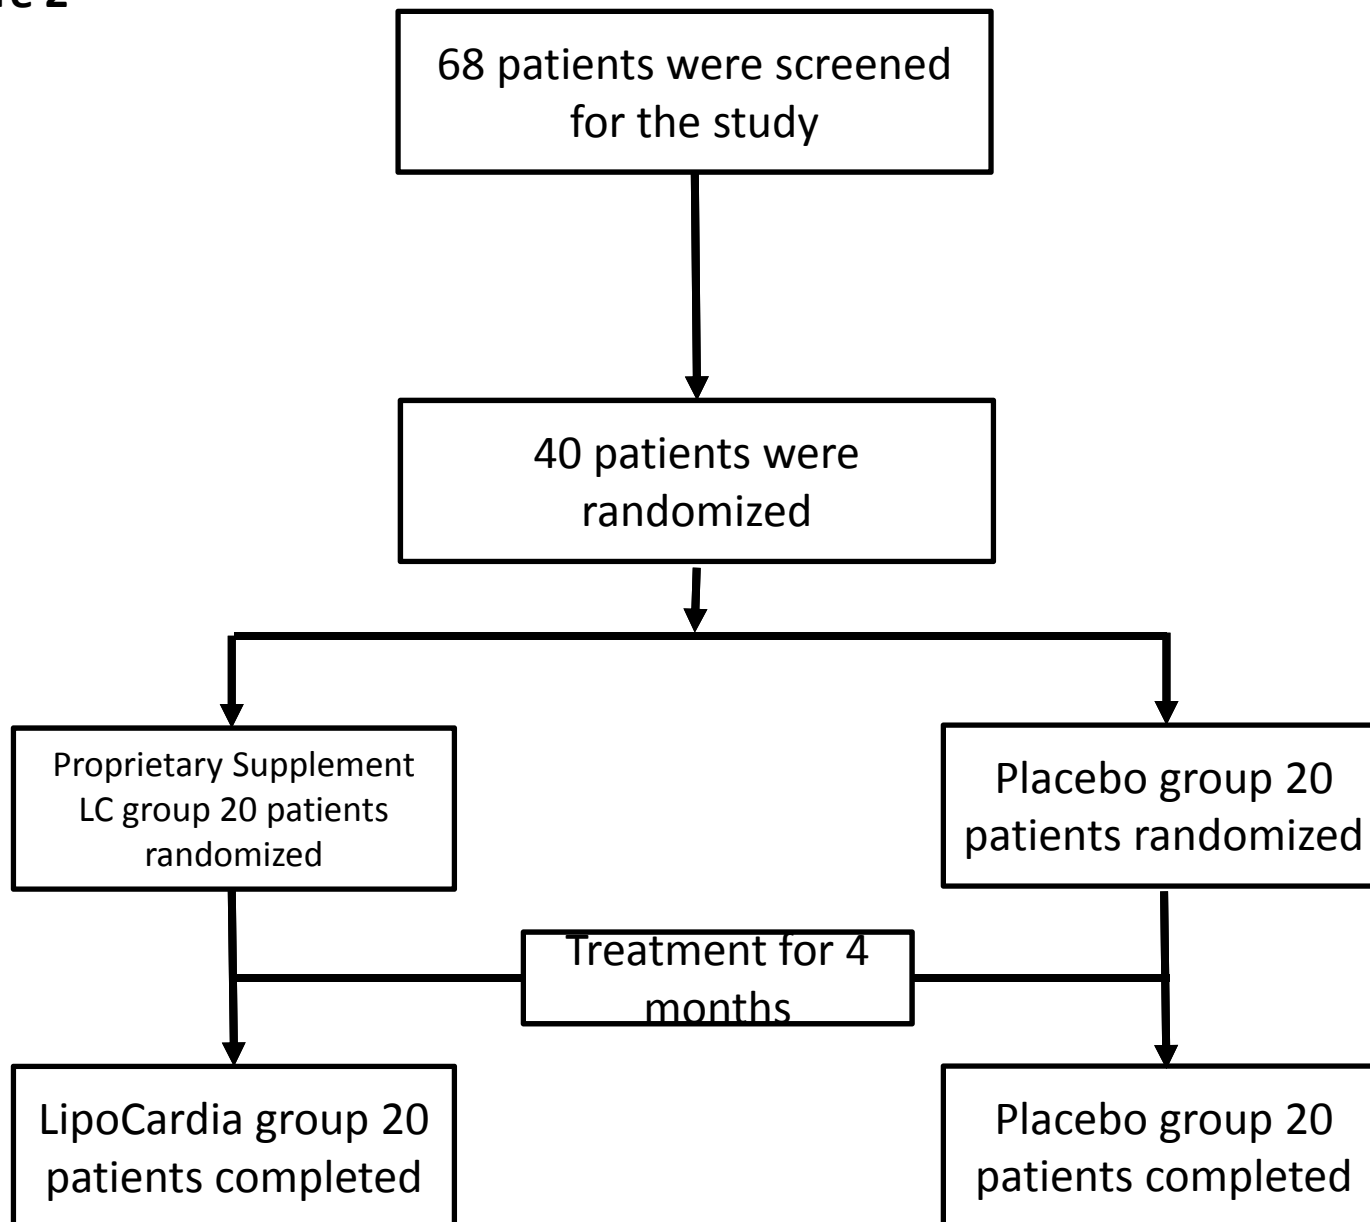 68 patients were screened
for the study
40 patients were
randomized
Proprietary Supplement
LC group 20 patients
randomized
Placebo group 20
patients randomized
Treatment for 4
months
LipoCardia group 20
patients completed
Placebo group 20
patients completed